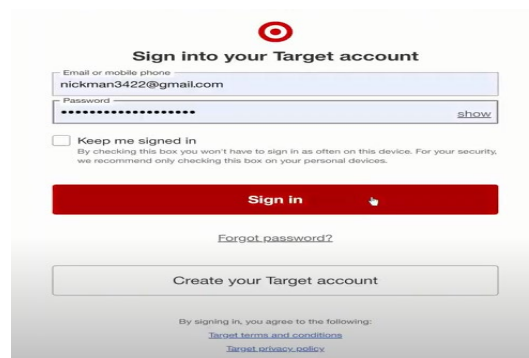 Sign into your Target account
Email or mobile phone
nickman3422@gmail.com
Password
••••••••••••••••••
show
Keep me signed in
By checking this box you won't have to sign in as often on this device. For your security,
we recommend only checking this box on your personal devices.
Sign in
Forgot password?
Create your Target account
By signing in, you agree to the following:
Target terms and conditions
Target privacy policy